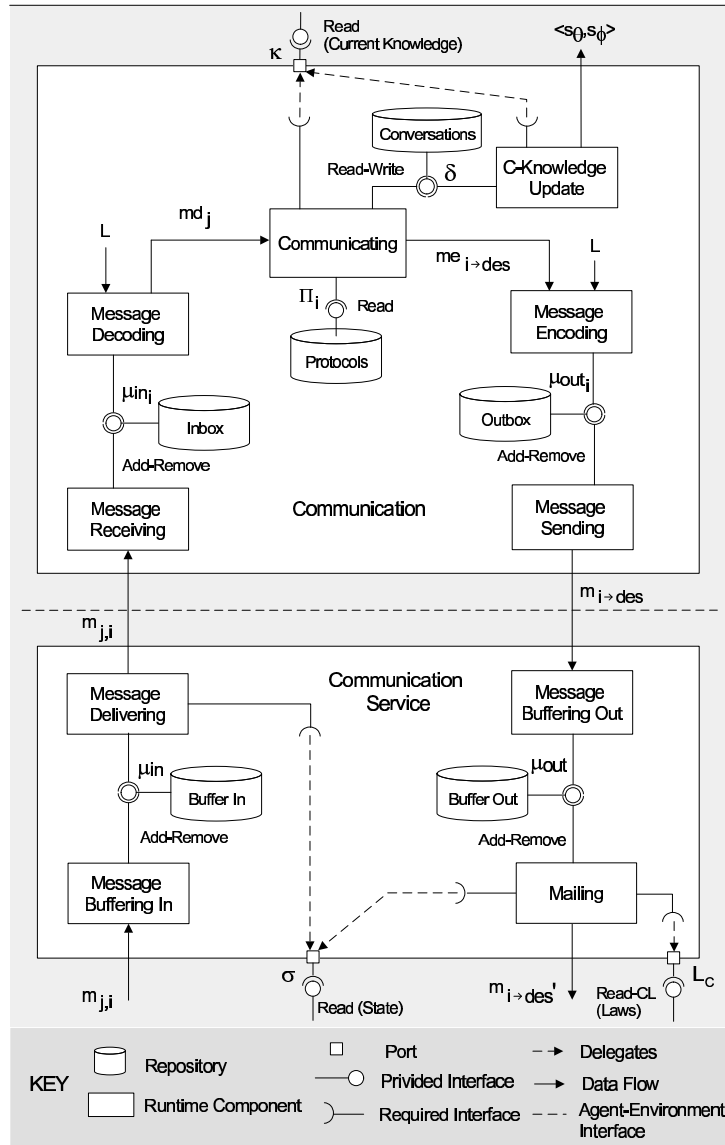 Read
(Current Knowledge)
κ
<sθ,sϕ>
Conversations
Read-Write
δ
C-Knowledge
Update
md j
L
Communicating
me i→des
L
Message
Decoding
Πi
Read
Protocols
Message
Encoding
μini
Inbox
Add-Remove
μouti
Outbox
Add-Remove
Message
Receiving
Communication
Message
Sending
m j,i
m i→des
Message
Delivering
Communication
Service
Message
Buffering Out
μin
Buffer In
Add-Remove
μout
Buffer Out
Add-Remove
Message
Buffering In
Mailing
m j,i
σ
Read (State)
m i→des'
Read-CL
(Laws)
Lc
KEY
Repository
Runtime Component
Port
Privided Interface
Required Interface
Delegates
Data Flow
Agent-Environment
Interface